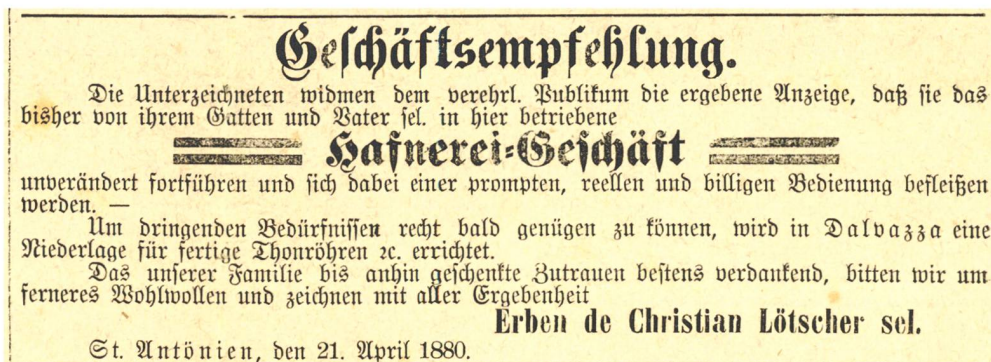 Geschäftsempfehlung.
Die Unterzeichneten widmen dem verehrl. Publikum die ergebene Anzeige, daß sie das
bisher von ihrem Gatten und Vater sel. in hier betriebene
Hafnerei-Geschäft
unverändert fortführen und sich dabei einer prompten, reellen und billigen Bedienung befleißen
werden. —
Um dringenden Bedürfnissen recht bald genügen zu können, wird in Dalvazza eine
Niederlage für fertige Thonröhren ꝛc. errichtet.
Das unserer Familie bis anhin geschenkte Zutrauen bestens verdankend, bitten wir um
ferneres Wohlwollen und zeichnen mit aller Ergebenheit
Erben de Christian Lötscher sel.
St. Antönien, den 21. April 1880.